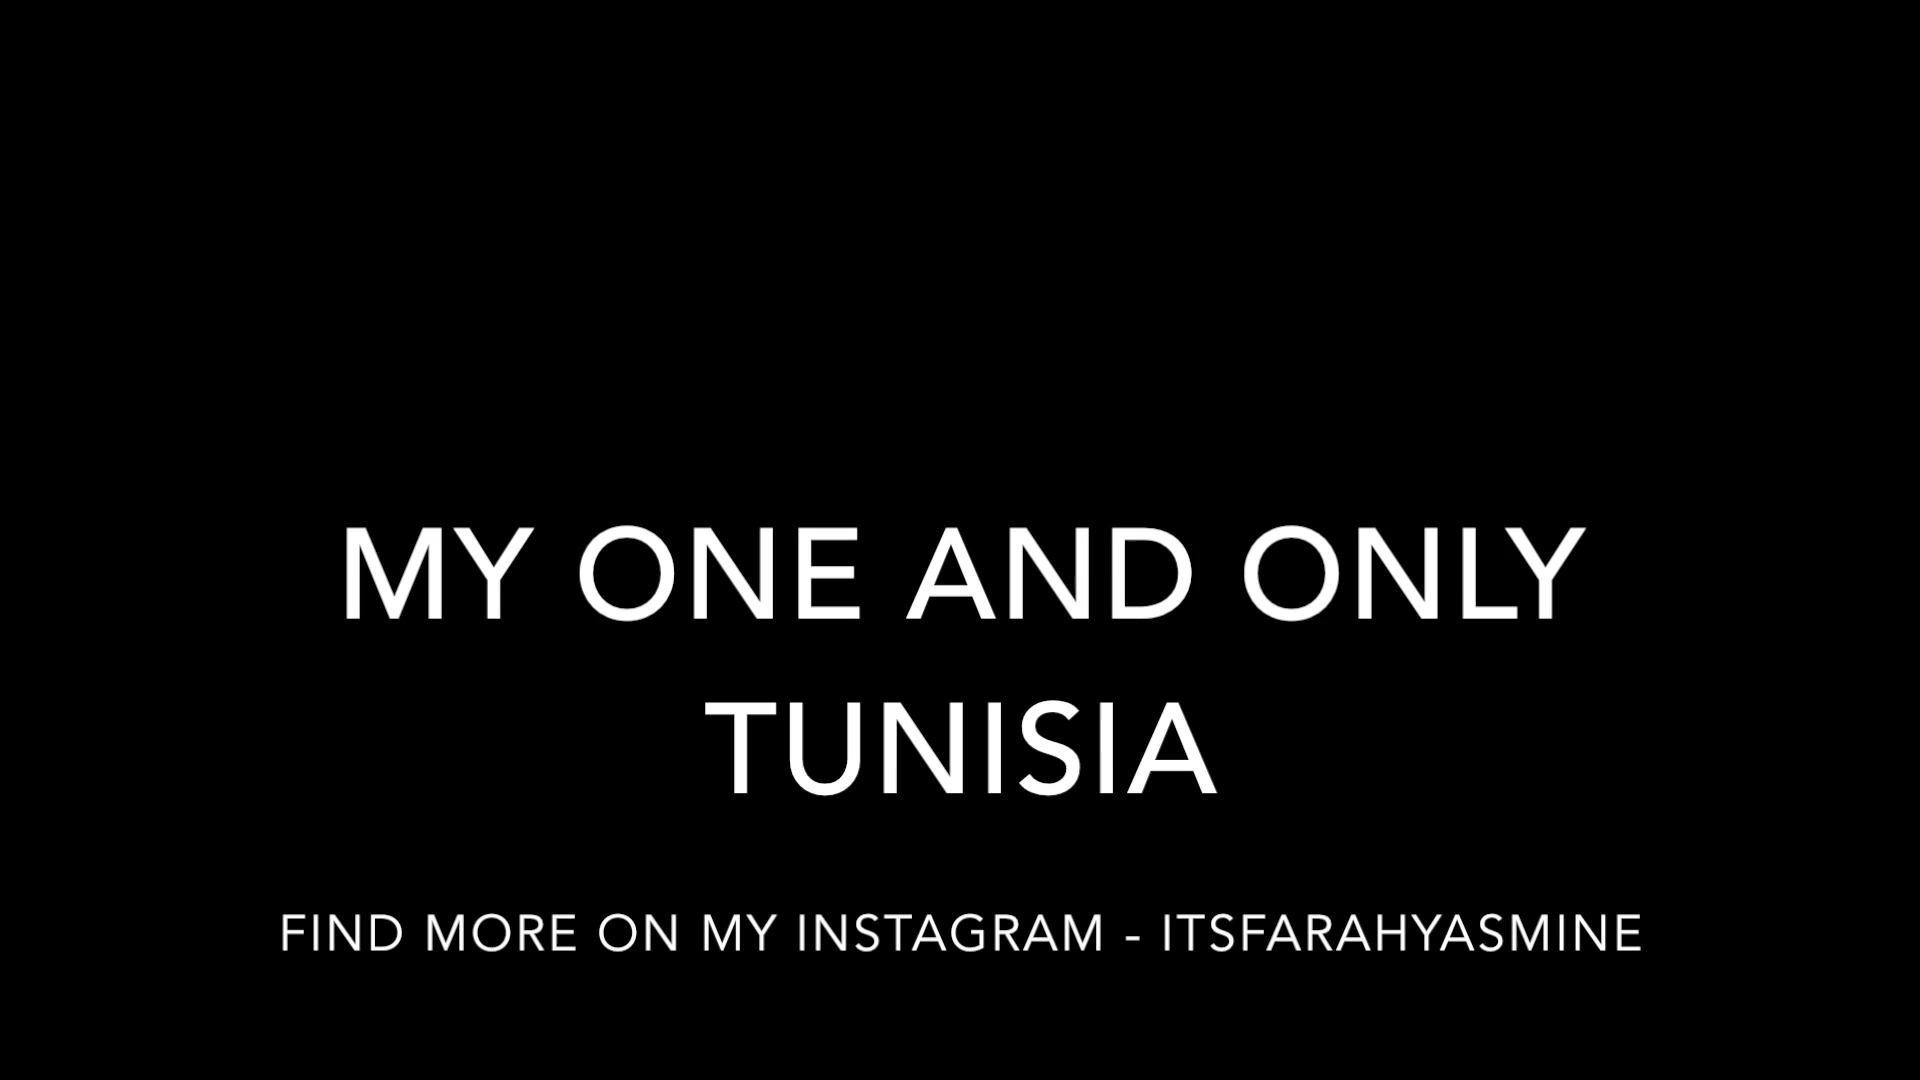 MY ONE AND ONLY
TUNISIA
FIND MORE ON MY INSTAGRAM - ITSFARAHYASMINE